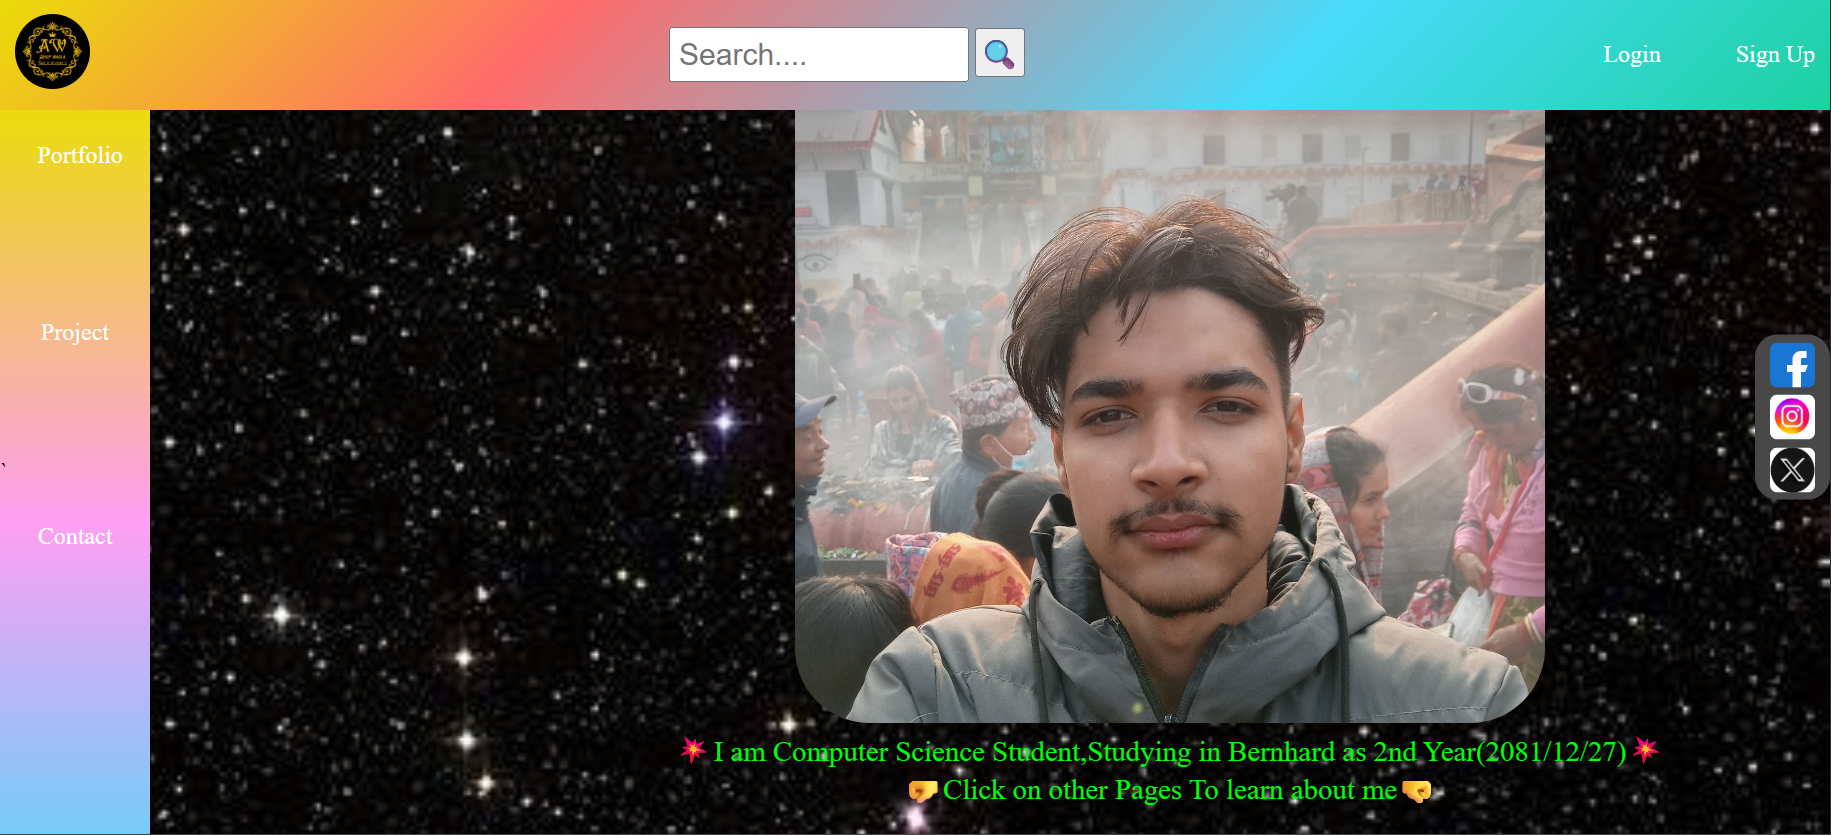 AW
Search....
Login
Sign Up
Portfolio
Project
`
Contact
I am Computer Science Student,Studying in Bernhard as 2nd Year(2081/12/27)
Click on other Pages To learn about me